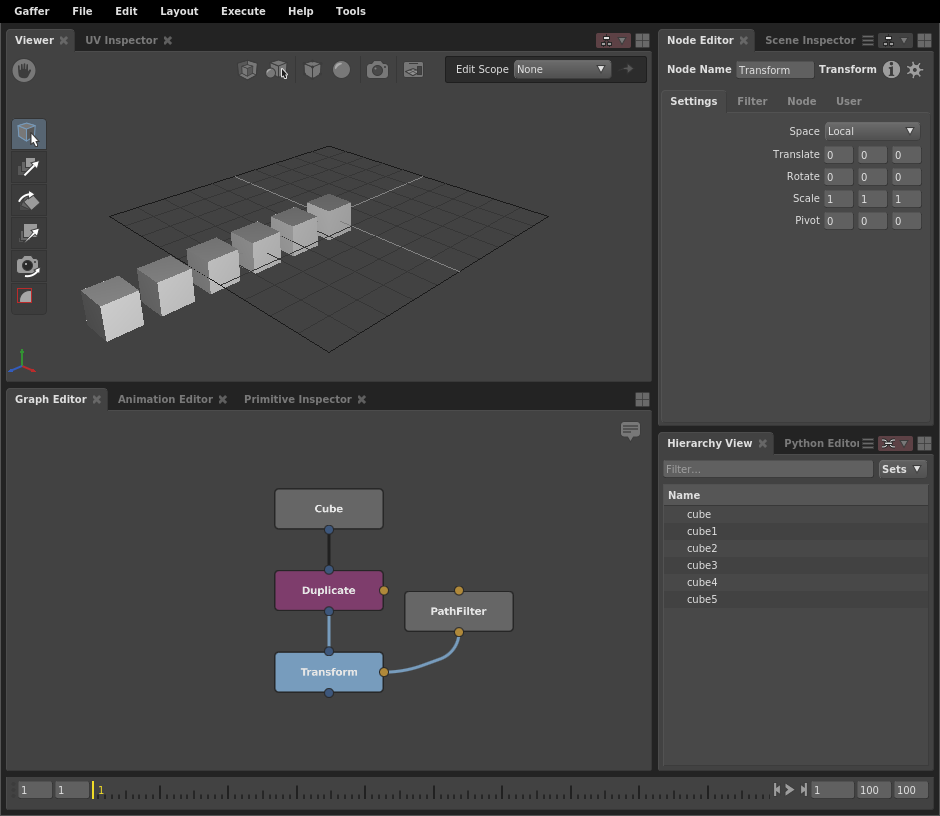 Gaffer File Edit Layout Execute Help Tools
Viewer UV Inspector
Edit Scope None
Node Editor Scene Inspector
Node Name Transform Transform
Settings Filter Node User
Space Local
Translate 0 0 0
Rotate 0 0 0
Scale 1 1 1
Pivot 0 0 0
Graph Editor Animation Editor Primitive Inspector
Cube
Duplicate
PathFilter
Transform
Hierarchy View Python Editor
Filter... Sets
Name
cube
cube1
cube2
cube3
cube4
cube5
1 1 1 1 100 100